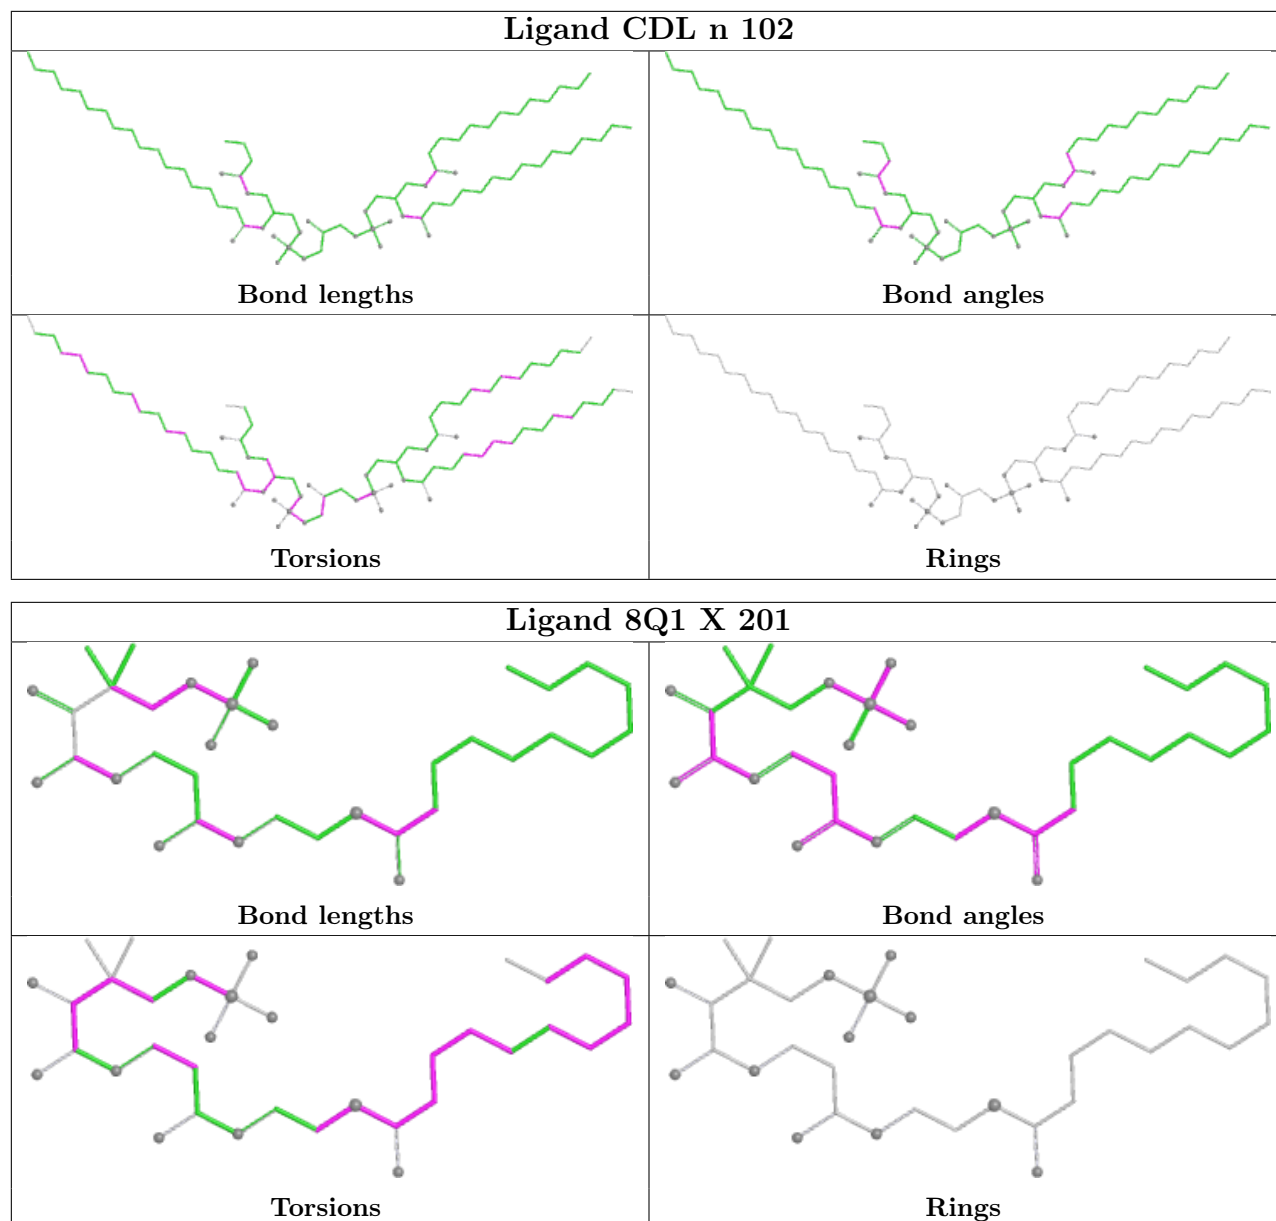 Ligand CDL n 102
Bond lengths
Bond angles
Torsions
Rings
Ligand 8Q1 X 201
Bond lengths
Bond angles
Torsions
Rings